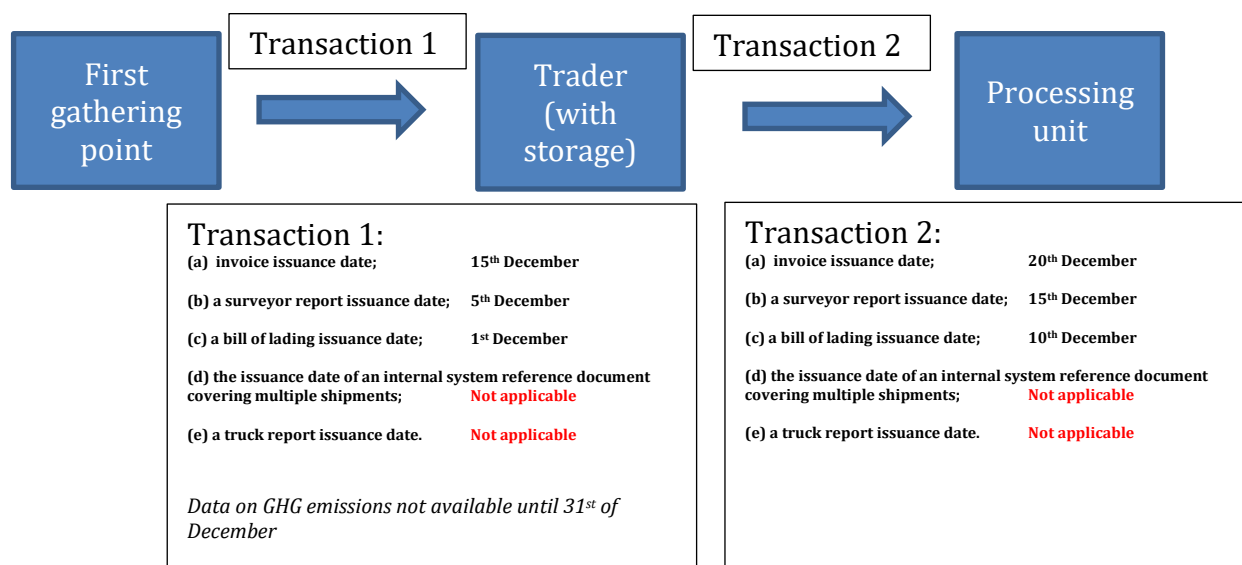 Transaction 1
Transaction 2
First
gathering
point
Trader
(with
storage)
Processing
unit
Transaction 1:
(a) invoice issuance date; 15th December
(b) a surveyor report issuance date; 5th December
(c) a bill of lading issuance date; 1st December
(d) the issuance date of an internal system reference document
covering multiple shipments; Not applicable
(e) a truck report issuance date. Not applicable
Data on GHG emissions not available until 31st of
December
Transaction 2:
(a) invoice issuance date; 20th December
(b) a surveyor report issuance date; 15th December
(c) a bill of lading issuance date; 10th December
(d) the issuance date of an internal system reference document
covering multiple shipments; Not applicable
(e) a truck report issuance date. Not applicable